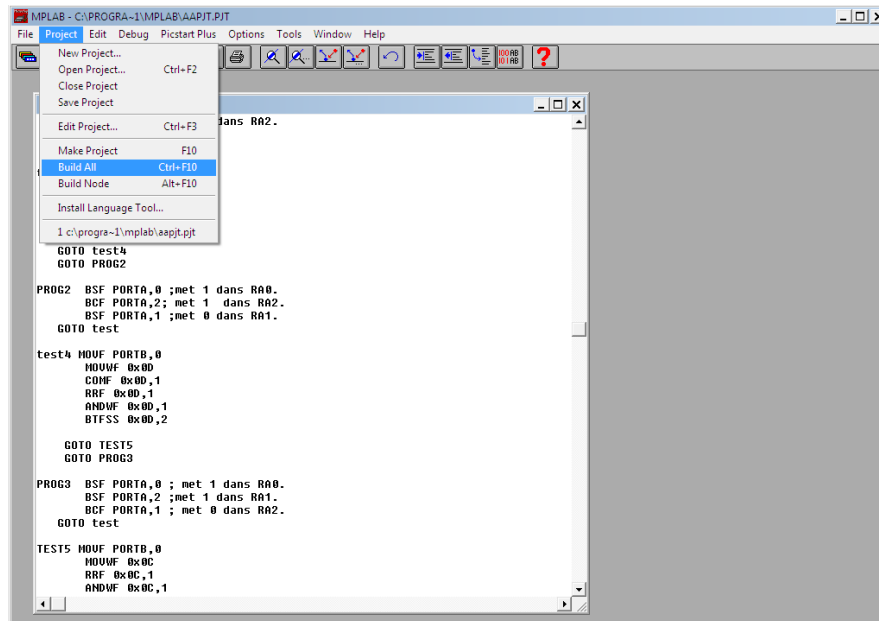 MPLAB - C:\PROGRA~1\MPLAB\AAPJT.PJT
File Project Edit Debug Picstart Plus Options Tools Window Help
New Project...
Open Project... Ctrl+F2
Close Project
Save Project
Edit Project... Ctrl+F3
Make Project F10
Build All Ctrl+F10
Build Node Alt+F10
Install Language Tool...
1 c:\progra~1\mplab\aapjt.pjt
dans RA2.
GOTO test4
GOTO PROG2
PROG2 BSF PORTA,0 ;met 1 dans RA0.
BCF PORTA,2; met 1 dans RA2.
BSF PORTA,1 ;met 0 dans RA1.
GOTO test
test4 MOVF PORTB,0
MOVWF 0x0D
COMF 0x0D,1
RRF 0x0D,1
ANDWF 0x0D,1
BTFSS 0x0D,2
GOTO TEST5
GOTO PROG3
PROG3 BSF PORTA,0 ; met 1 dans RA0.
BSF PORTA,2 ;met 1 dans RA1.
BCF PORTA,1 ; met 0 dans RA2.
GOTO test
TEST5 MOVF PORTB,0
MOVWF 0x0C
RRF 0x0C,1
ANDWF 0x0C,1